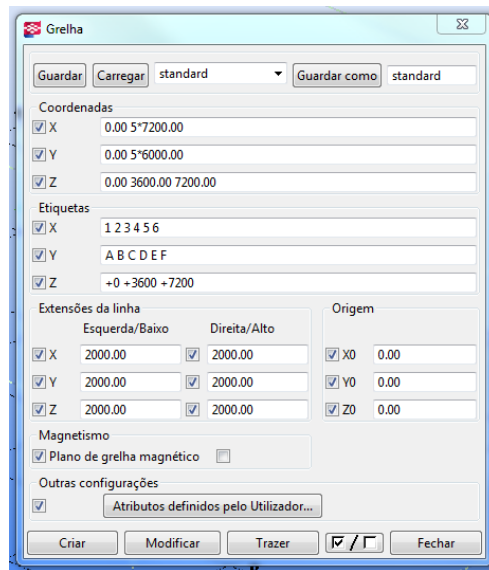 Grelha
Guardar Carregar standard Guardar como standard
Coordenadas
X 0.00 5*7200.00
Y 0.00 5*6000.00
Z 0.00 3600.00 7200.00
Etiquetas
X 1 2 3 4 5 6
Y A B C D E F
Z +0 +3600 +7200
Extensões da linha Origem
Esquerda/Baixo Direita/Alto
X 2000.00 2000.00 X0 0.00
Y 2000.00 2000.00 Y0 0.00
Z 2000.00 2000.00 Z0 0.00
Magnetismo
Plano de grelha magnético
Outras configurações
Atributos definidos pelo Utilizador...
Criar Modificar Trazer / Fechar